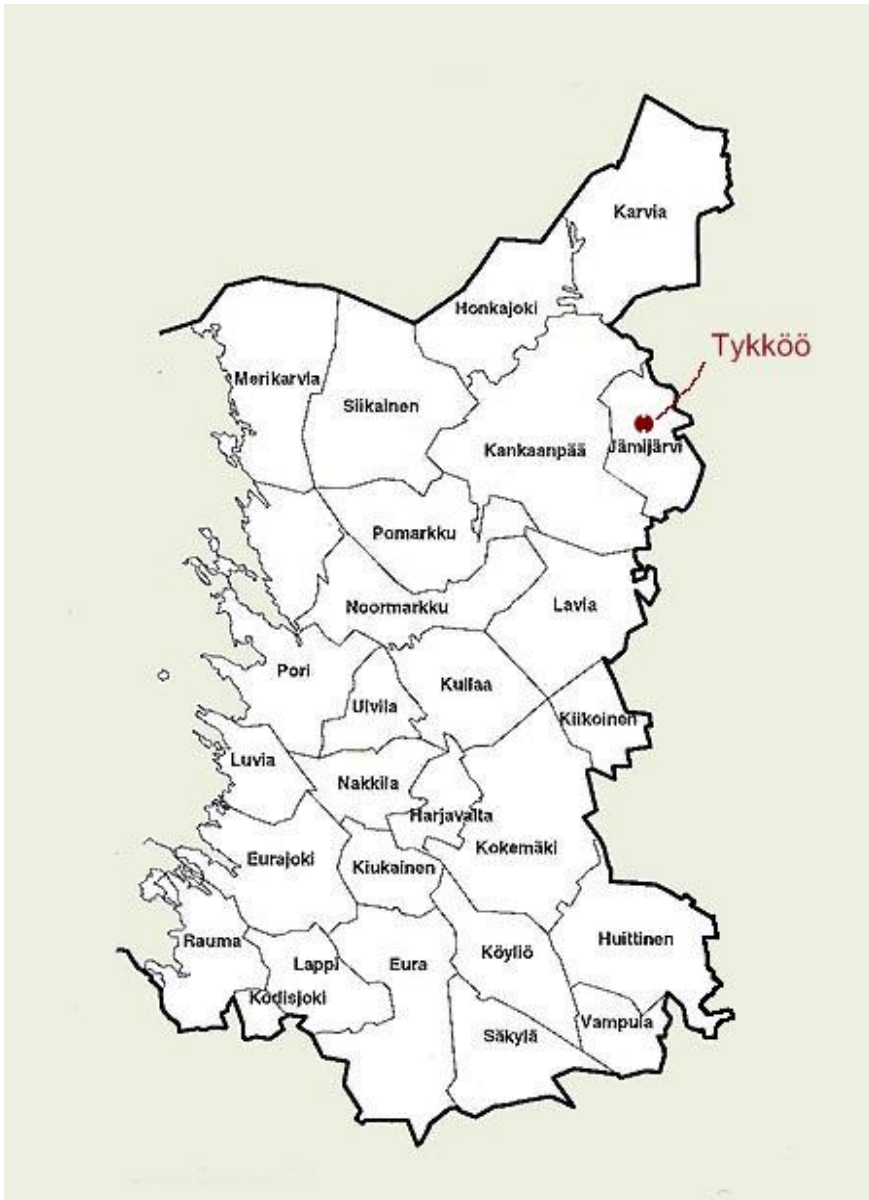 Karvia
Honkajoki
Tykköö
Merikarvia
Siikainen
Kankaanpää
Jämijärvi
Pomarkku
Noormarkku
Lavia
Pori
Kullaa
Ulvila
Kiikoinen
Luvia
Nakkila
Harjavalta
Kokemäki
Eurajoki
Kiukainen
Rauma
Huittinen
Lappi
Eura
Köyliö
Kodisjoki
Vampula
Säkylä